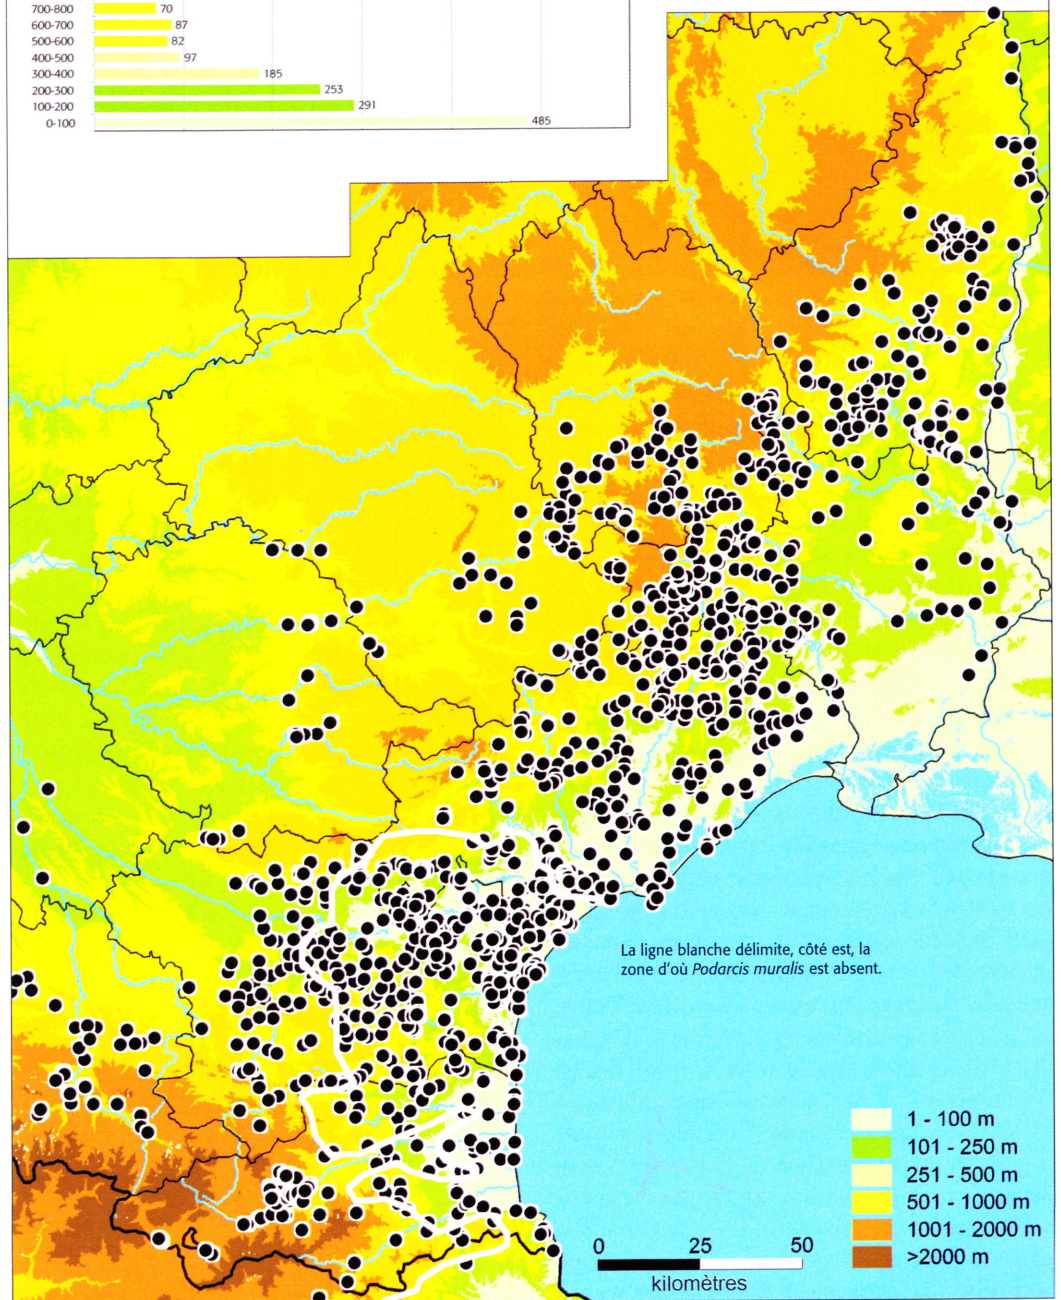 700-800 70
600-700 87
500-600 82
400-500 97
300-400 185
200-300 253
100-200 291
0-100 485
La ligne blanche délimite, côté est, la
zone d'où Podarcis muralis est absent.
1 - 100 m
101 - 250 m
251 - 500 m
501 - 1000 m
1001 - 2000 m
>2000 m
0 25 50
kilomètres